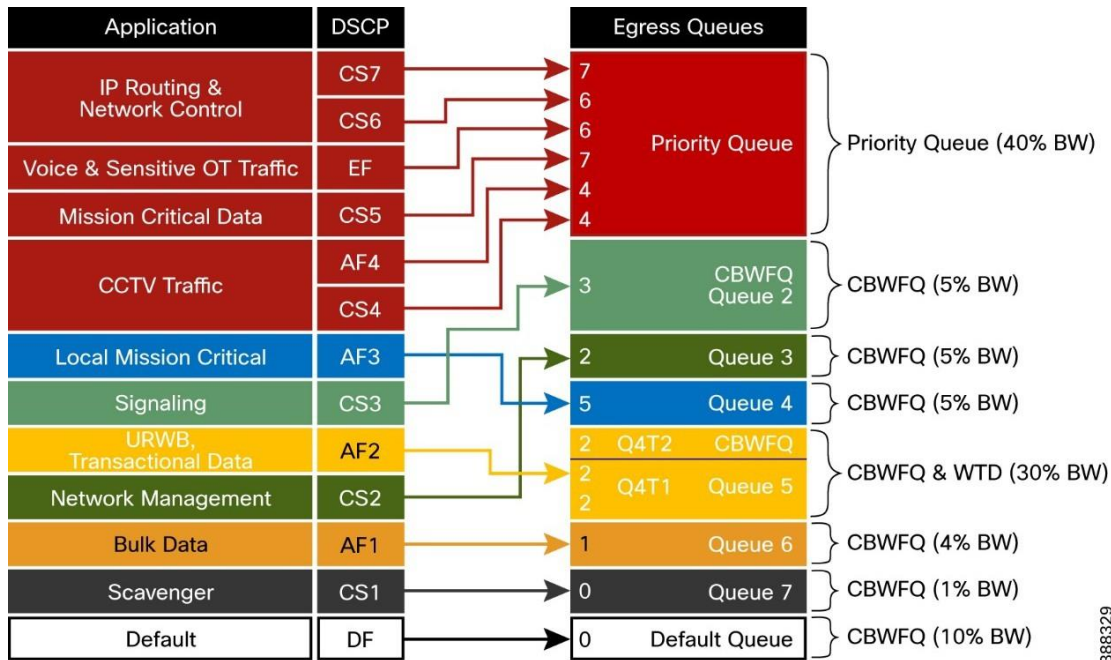 Application
DSCP
Egress Queues
IP Routing &
Network Control
CS7
CS6
Voice & Sensitive OT Traffic
EF
Mission Critical Data
CS5
CCTV Traffic
AF4
CS4
Local Mission Critical
AF3
Signaling
CS3
URWB,
Transactional Data
AF2
Network Management
CS2
Bulk Data
AF1
Scavenger
CS1
Default
DF
7
6
6
7
4
4
Priority Queue
Priority Queue (40% BW)
3
CBWFQ
Queue 2
CBWFQ (5% BW)
2
Queue 3
CBWFQ (5% BW)
5
Queue 4
CBWFQ (5% BW)
2 Q4T2 CBWFQ
2
2
Q4T1 Queue 5
CBWFQ & WTD (30% BW)
1
Queue 6
CBWFQ (4% BW)
0
Queue 7
CBWFQ (1% BW)
0
Default Queue
CBWFQ (10% BW)
388329